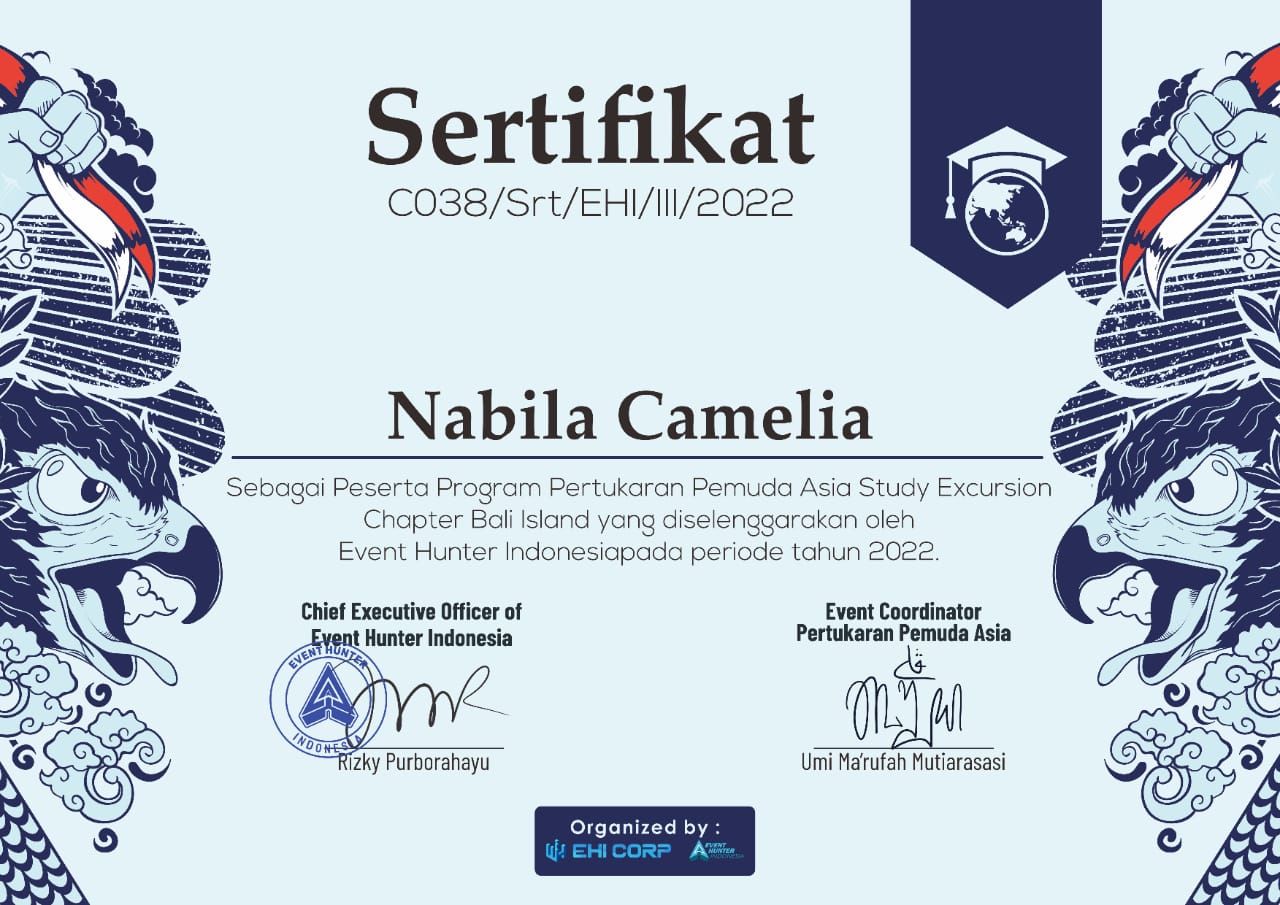 Sertifikat
C038/Srt/EHI/III/2022
Nabila Camelia
Sebagai Peserta Program Pertukaran Pemuda Asia Study Excursion
Chapter Bali Island yang diselenggarakan oleh
Event Hunter Indonesiapada periode tahun 2022.
Chief Executive Officer of
Event Hunter Indonesia
EVENT HUNTER
INDONESIA
Rizky Purborahayu
Event Coordinator
Pertukaran Pemuda Asia
Umi Ma'rufah Mutiarasasi
Organized by :
EHI CORP
EVENT
HUNTER
INDONESIA